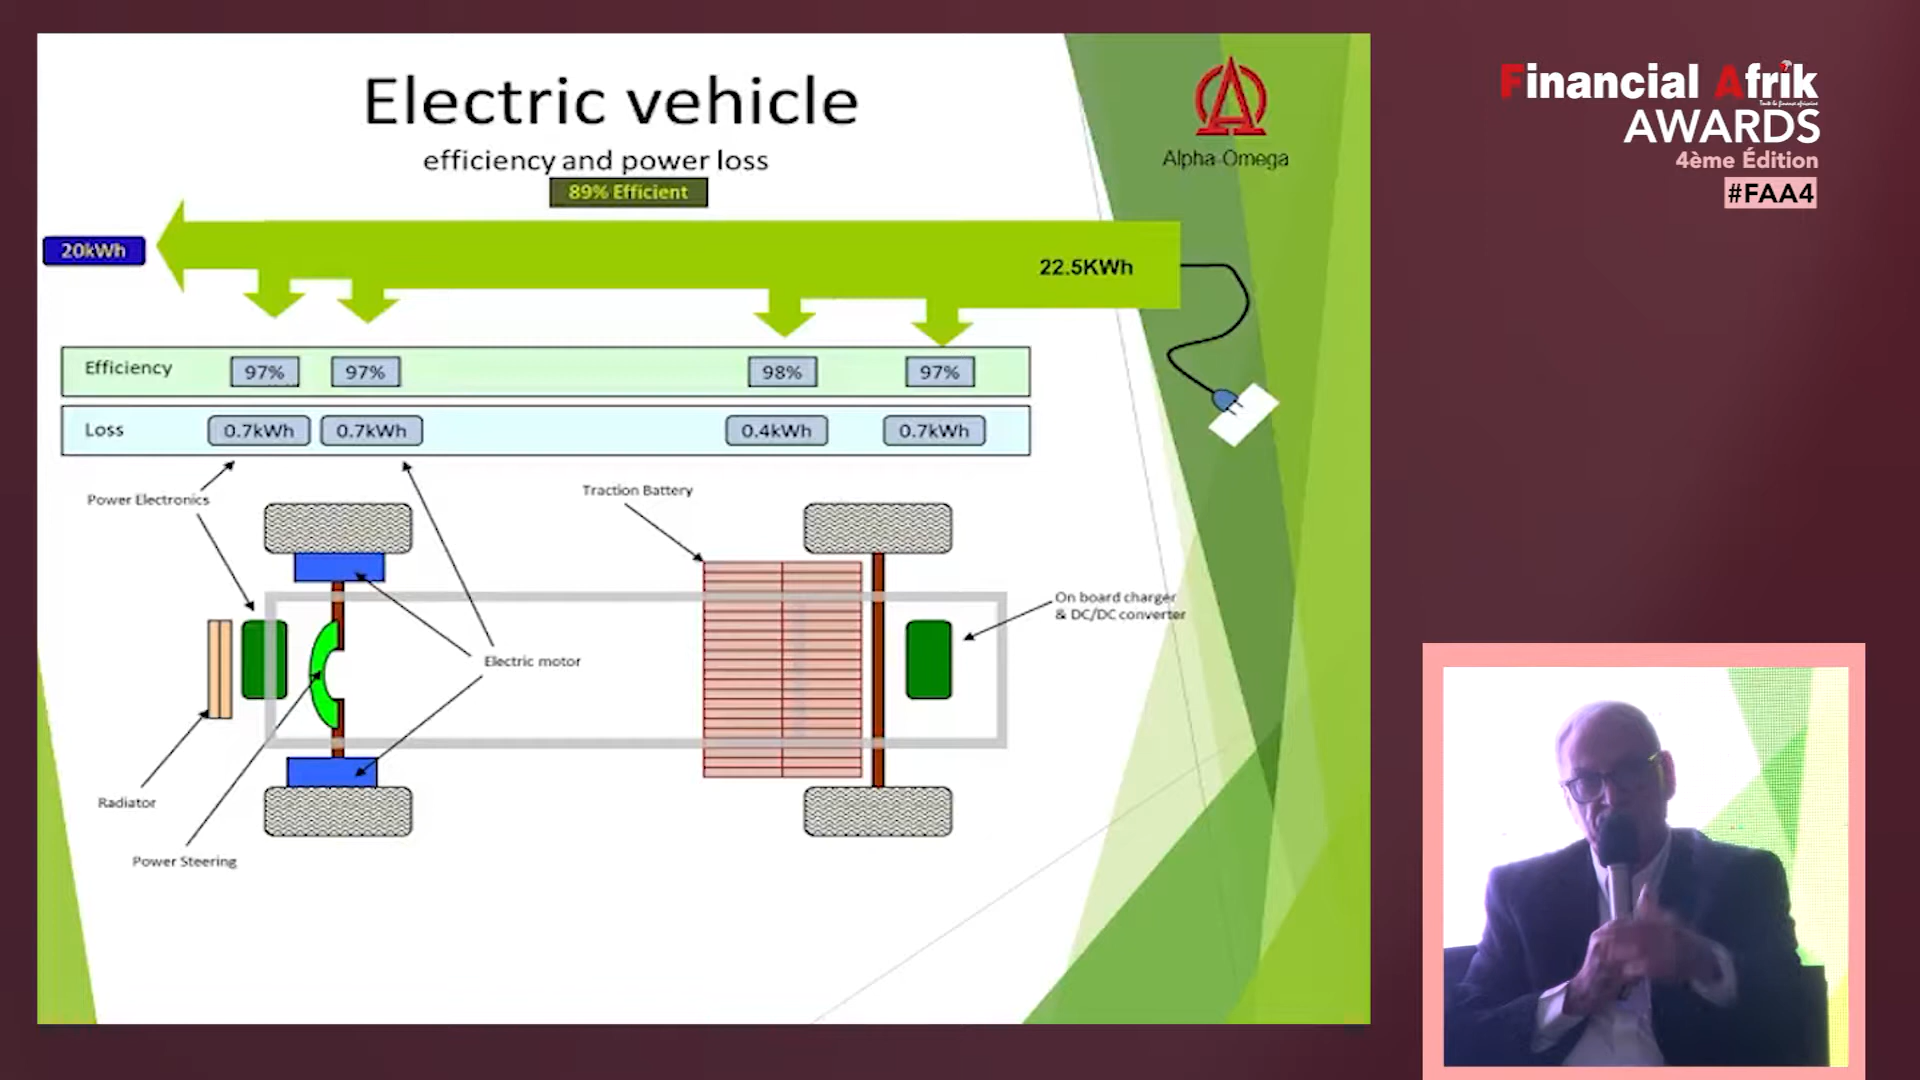 Electric vehicle
efficiency and power loss
89% Efficient
Alpha-Omega
20kWh
22.5KWh
Efficiency
97%
97%
98%
97%
Loss
0.7kWh
0.7kWh
0.4kWh
0.7kWh
Power Electronics
Traction Battery
On board charger
& DC/DC converter
Electric motor
Radiator
Power Steering
Financial Afrik
AWARDS
4ème Édition
#FAA4